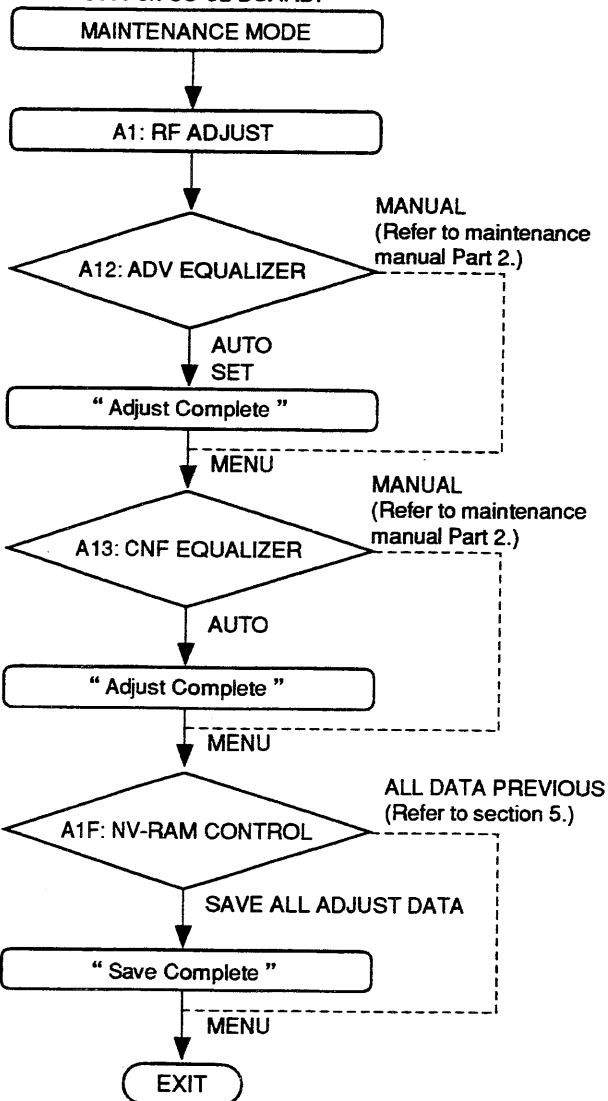 MAINTENANCE MODE
A1: RF ADJUST
MANUAL
(Refer to maintenance
manual Part 2.)
A12: ADV EQUALIZER
AUTO
SET
“ Adjust Complete ”
MENU
MANUAL
(Refer to maintenance
manual Part 2.)
A13: CNF EQUALIZER
AUTO
“ Adjust Complete ”
MENU
ALL DATA PREVIOUS
(Refer to section 5.)
A1F: NV-RAM CONTROL
SAVE ALL ADJUST DATA
“ Save Complete ”
MENU
EXIT